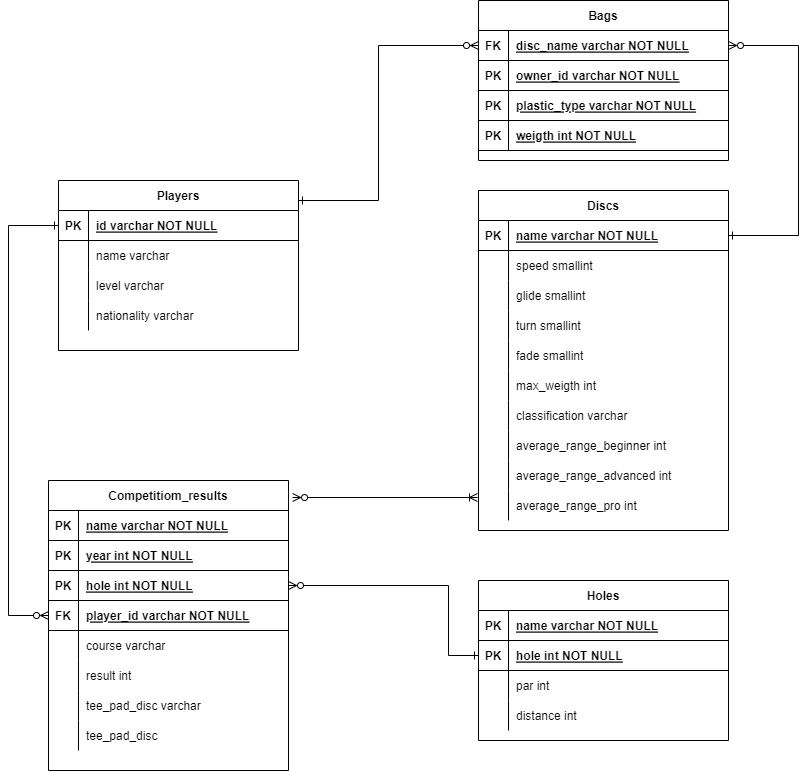 Bags
FK disc_name varchar NOT NULL
PK owner_id varchar NOT NULL
PK plastic_type varchar NOT NULL
PK weigth int NOT NULL
Players
PK id varchar NOT NULL
name varchar
level varchar
nationality varchar
Discs
PK name varchar NOT NULL
speed smallint
glide smallint
turn smallint
fade smallint
max_weigth int
classification varchar
average_range_beginner int
average_range_advanced int
average_range_pro int
Competitiom_results
PK name varchar NOT NULL
PK year int NOT NULL
PK hole int NOT NULL
FK player_id varchar NOT NULL
course varchar
result int
tee_pad_disc varchar
tee_pad_disc
Holes
PK name varchar NOT NULL
PK hole int NOT NULL
par int
distance int